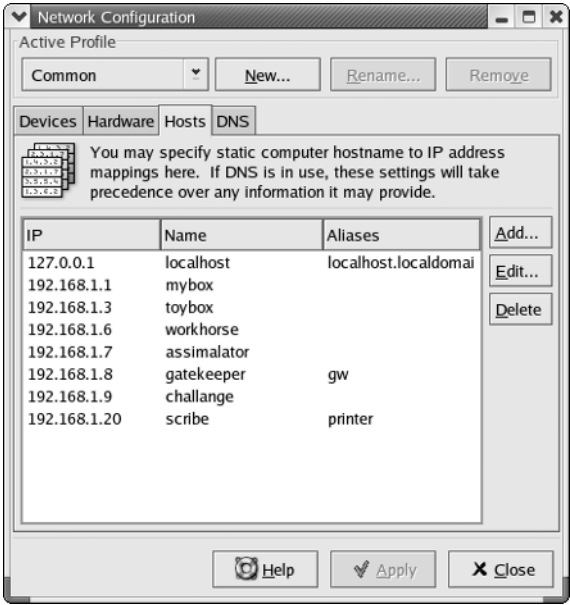 Network Configuration
Active Profile
Common New... Rename... Remove
Devices Hardware Hosts DNS
You may specify static computer hostname to IP address
mappings here. If DNS is in use, these settings will take
precedence over any information it may provide.
IP Name Aliases Add...
127.0.0.1 localhost localhost.localdomai
Edit...
192.168.1.1 mybox
192.168.1.3 toybox Delete
192.168.1.6 workhorse
192.168.1.7 assimalator
192.168.1.8 gatekeeper gw
192.168.1.9 challange
192.168.1.20 scribe printer
Help Apply Close